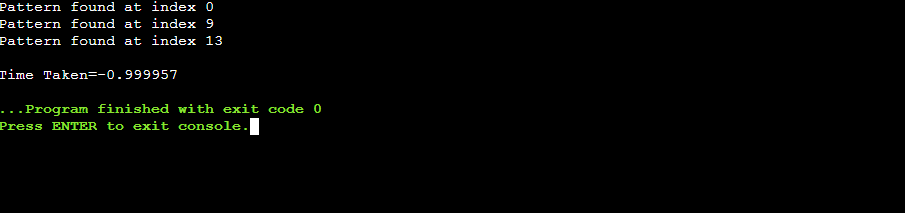 Pattern found at index 0
Pattern found at index 9
Pattern found at index 13
Time Taken=-0.999957
...Program finished with exit code 0
Press ENTER to exit console.